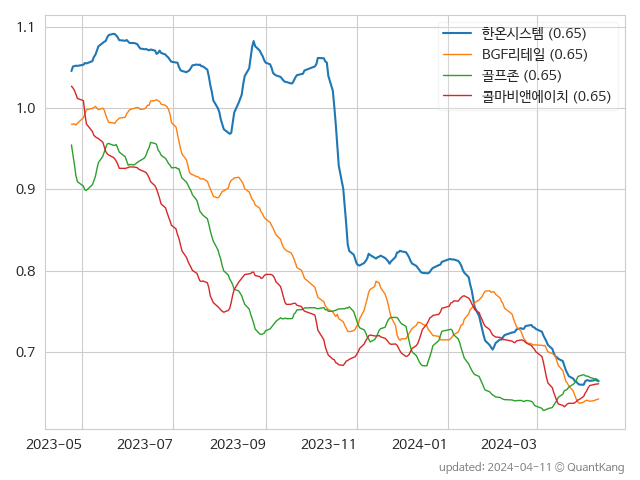 한온시스템 (0.65)
BGF리테일 (0.65)
골프존 (0.65)
콜마비앤에이치 (0.65)
1.1
1.0
0.9
0.8
0.7
2023-05 2023-07 2023-09 2023-11 2024-01 2024-03
updated: 2024-04-11 © QuantKang